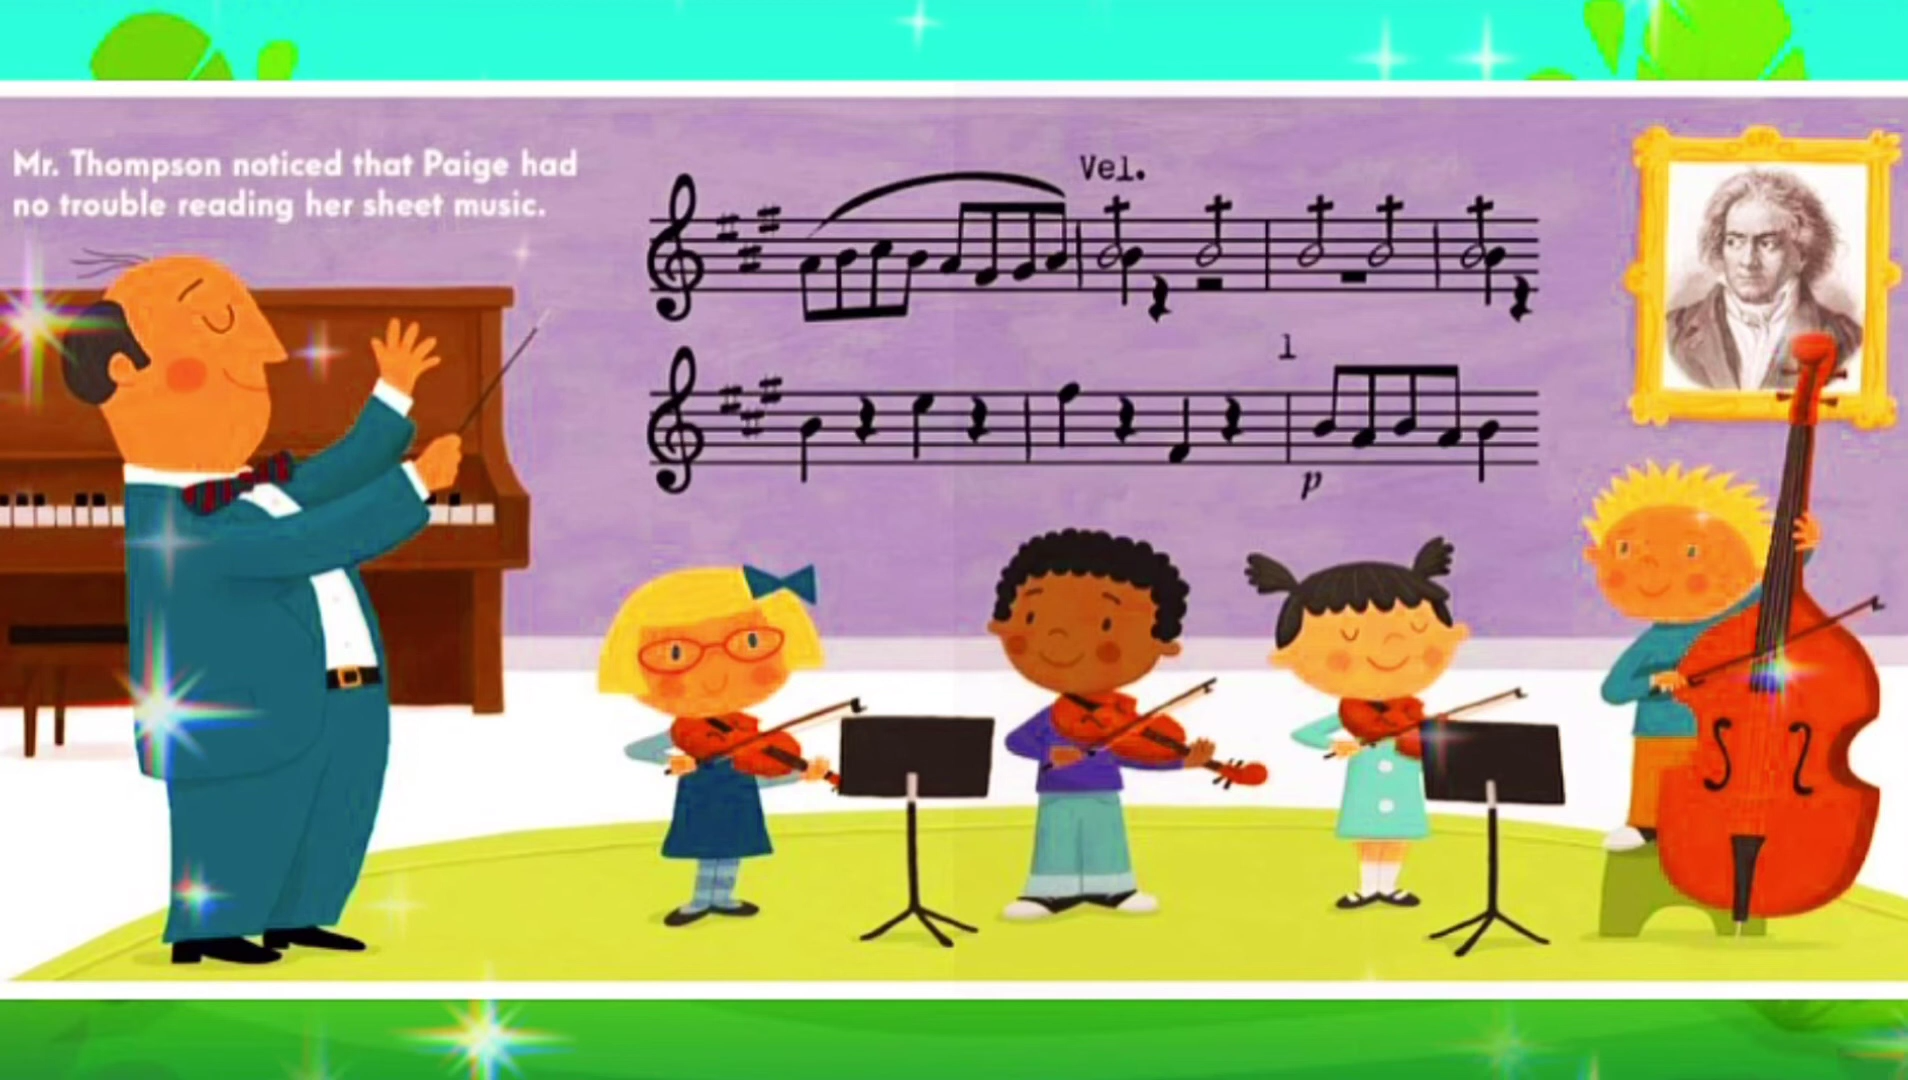 Mr. Thompson noticed that Paige had
no trouble reading her sheet music.
Vel.
1
p